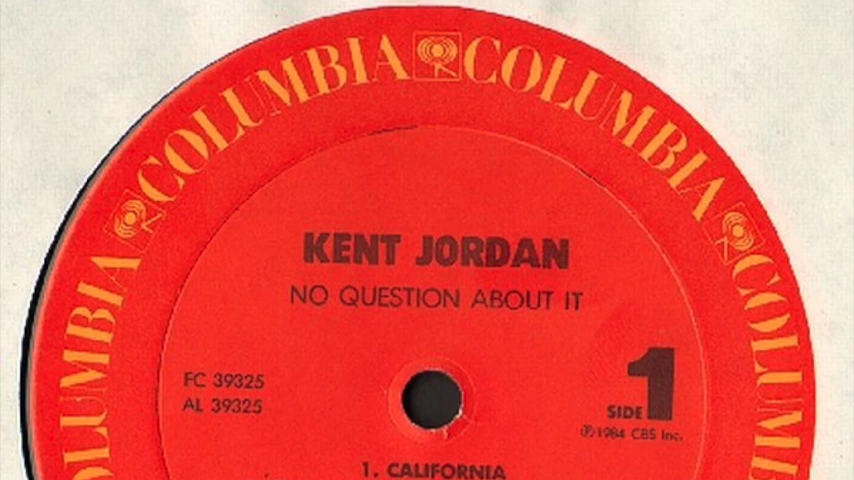 COLUMBIA COLUMBIA COLUMBIA COLUMBIA
KENT JORDAN
NO QUESTION ABOUT IT
FC 39325
AL 39325
SIDE 1
℗1984 CBS Inc.
1. CALIFORNIA